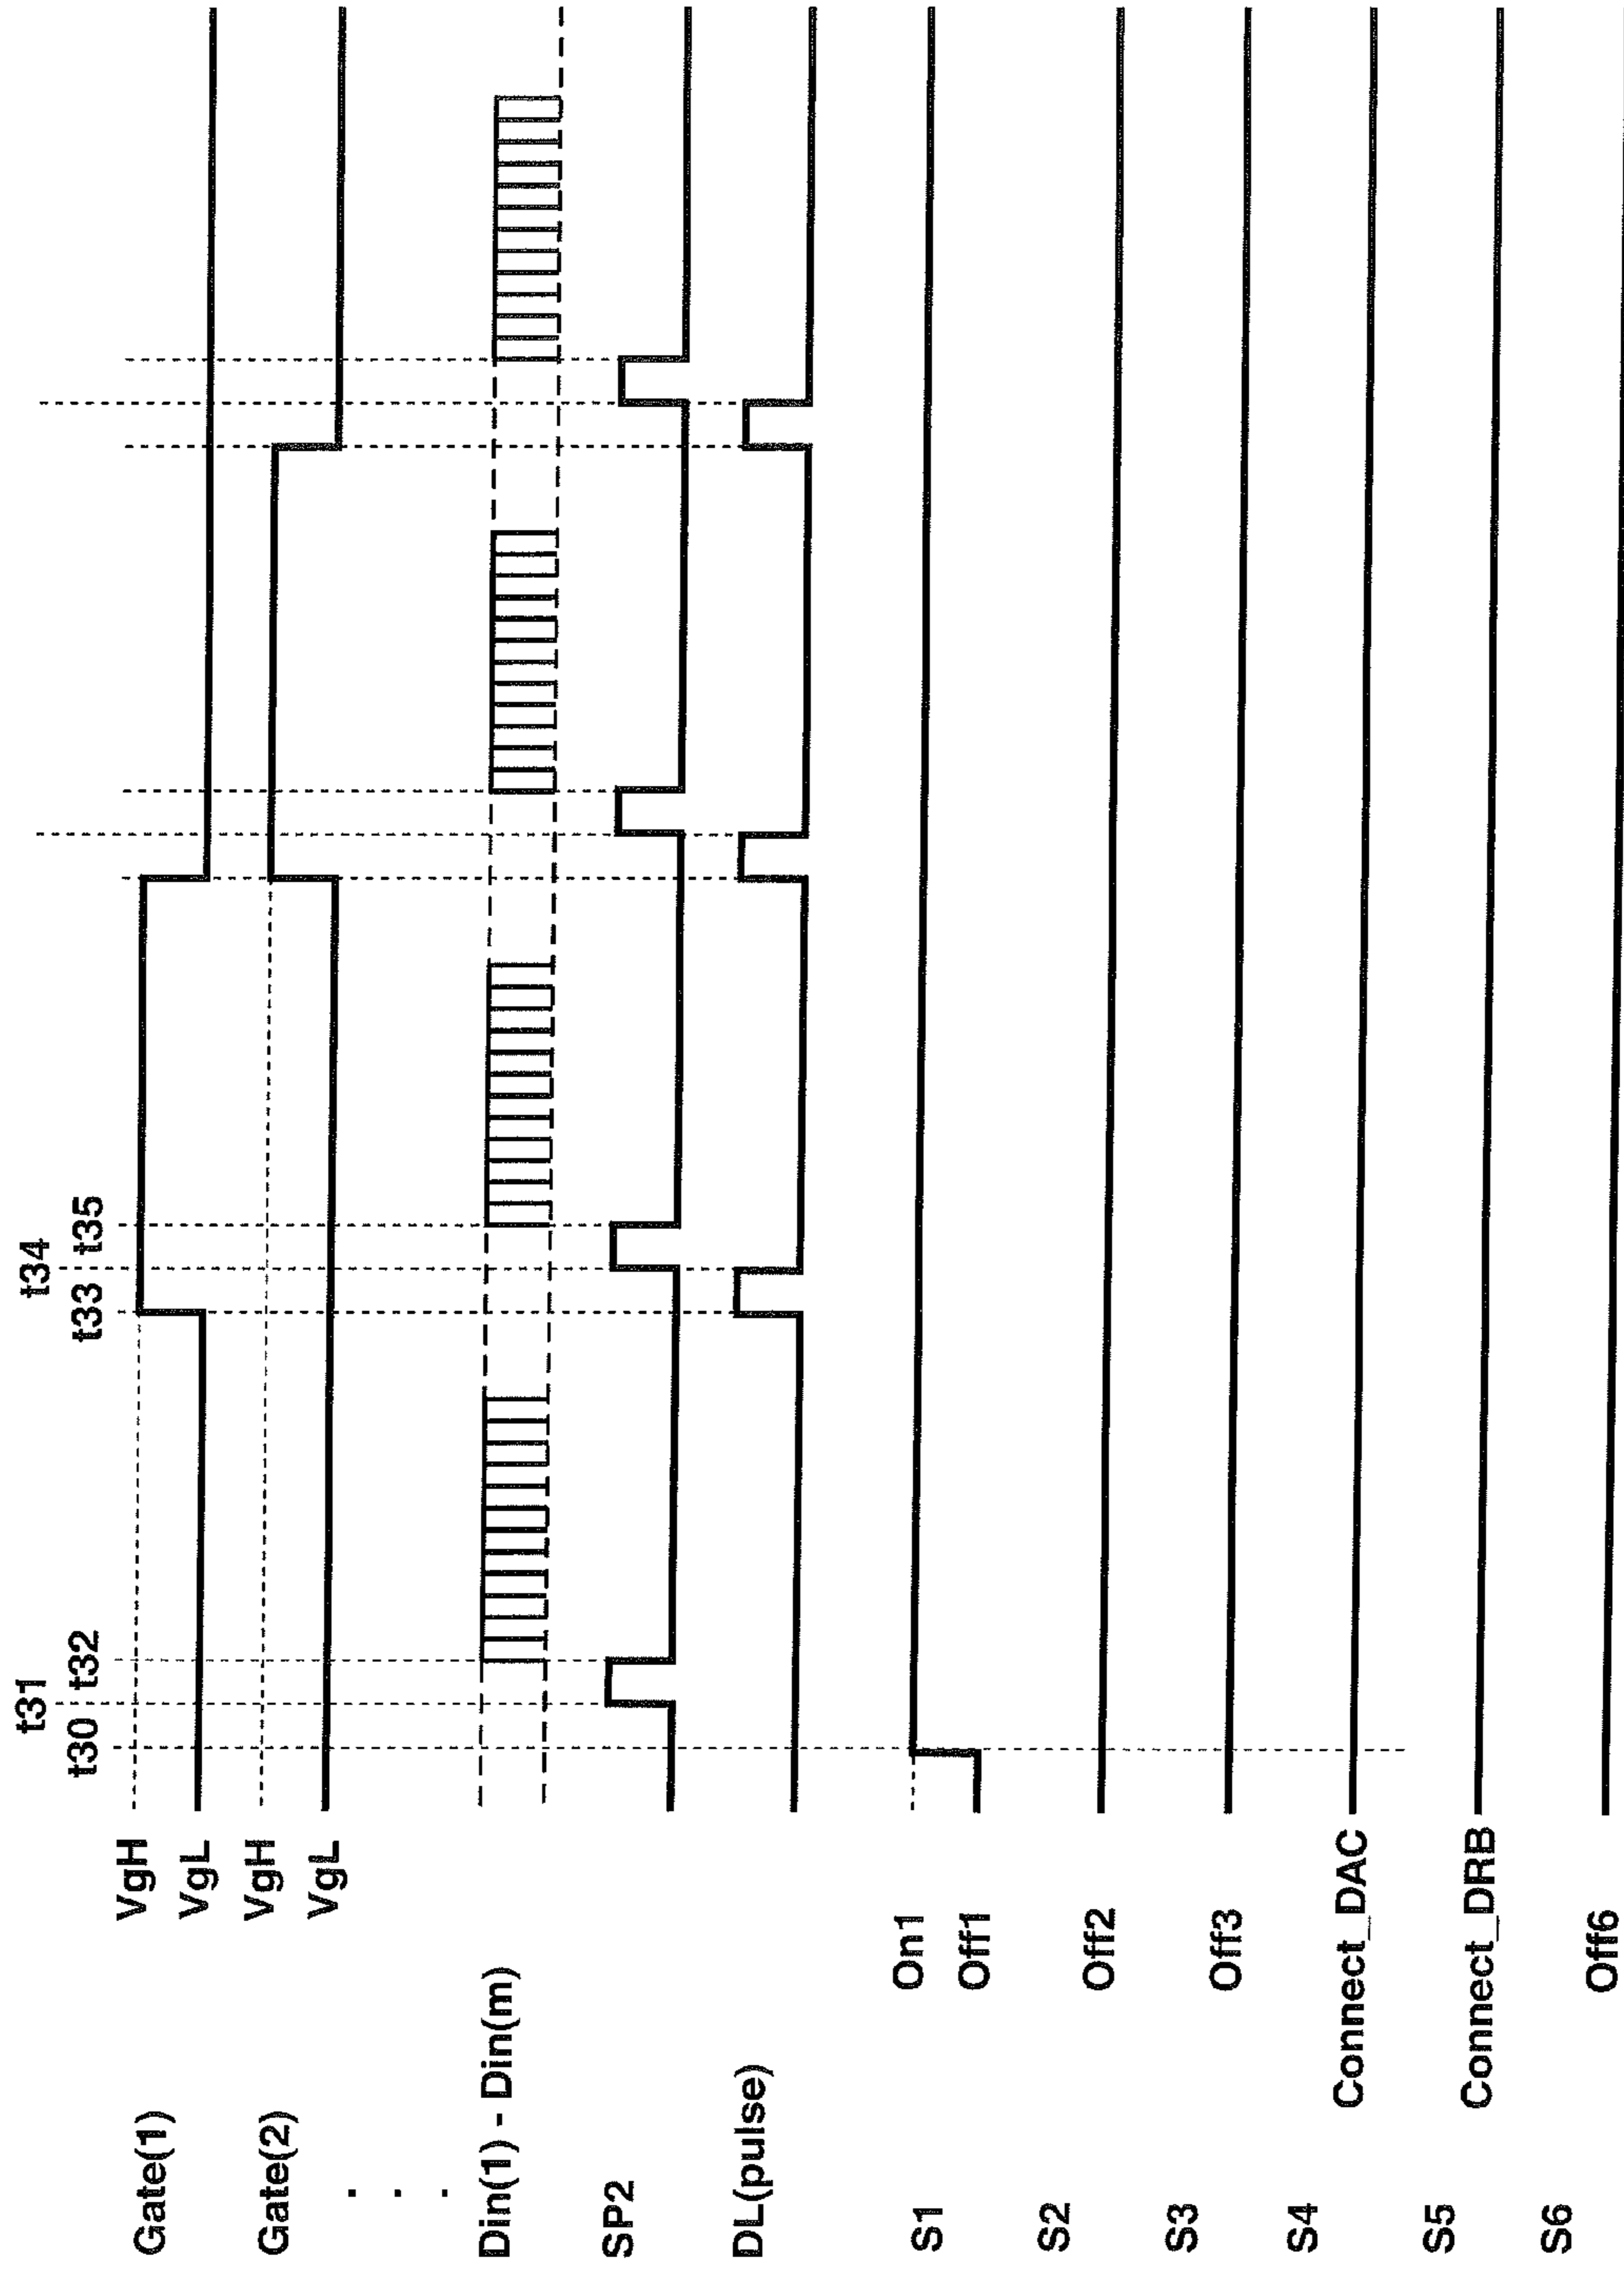 t31 t34
t30 t32 t33 t35
Gate(1) VgH
VgL
Gate(2) VgH
VgL
. . .
Din(1) - Din(m)
SP2
DL(pulse)
S1 On1
Off1
S2 Off2
S3 Off3
S4 Connect_DAC
S5 Connect_DRB
S6 Off6